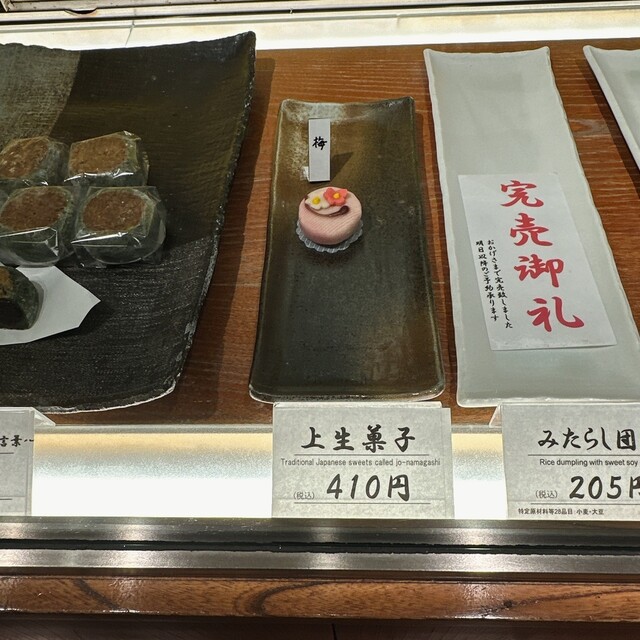 梅
完売御礼
おかげさまで完売致しました
明日以降のご予約承ります
上生菓子
Traditional Japanese sweets called jo-namagashi
(税込) 410円
みたらし団
Rice dumpling with sweet soy
(税込) 205円
特定原材料等28品目:小麦・大豆